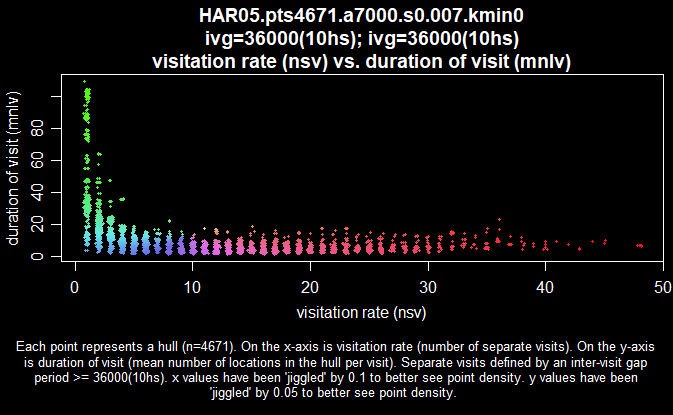 HAR05.pts4671.a7000.s0.007.kmin0
ivg=36000(10hs); ivg=36000(10hs)
visitation rate (nsv) vs. duration of visit (mnlv)
duration of visit (mnlv)
80
60
40
20
0
0 10 20 30 40 50
visitation rate (nsv)
Each point represents a hull (n=4671). On the x-axis is visitation rate (number of separate visits). On the y-axis
is duration of visit (mean number of locations in the hull per visit). Separate visits defined by an inter-visit gap
period >= 36000(10hs). x values have been 'jiggled' by 0.1 to better see point density. y values have been
'jiggled' by 0.05 to better see point density.